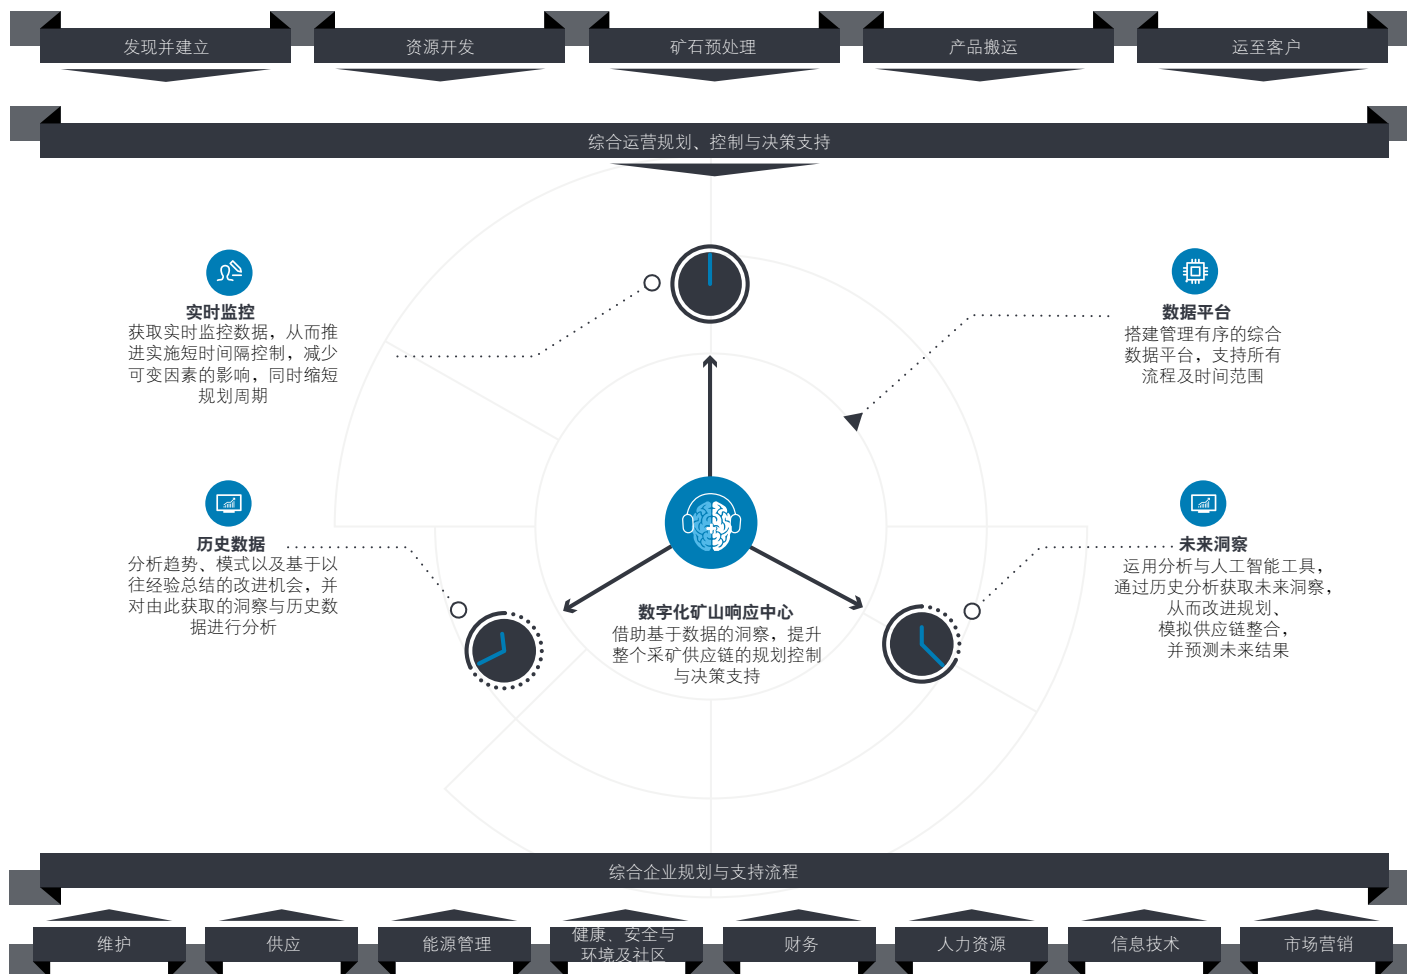 发现并建立
资源开发
矿石预处理
产品搬运
运至客户
综合运营规划、控制与决策支持
实时监控
获取实时监控数据，从而推
进实施短时间隔控制，减少
可变因素的影响，同时缩短
规划周期
数据平台
搭建管理有序的综合
数据平台，支持所有
流程及时间范围
历史数据
分析趋势、模式以及基于以
往经验总结的改进机会，并
对由此获取的洞察与历史数
据进行分析
未来洞察
运用分析与人工智能工具，
通过历史分析获取未来洞察，
从而改进规划、
模拟供应链整合，
并预测未来结果
数字化矿山响应中心
借助基于数据的洞察，提升
整个采矿供应链的规划控制
与决策支持
综合企业规划与支持流程
维护
供应
能源管理
健康、安全与
环境及社区
财务
人力资源
信息技术
市场营销